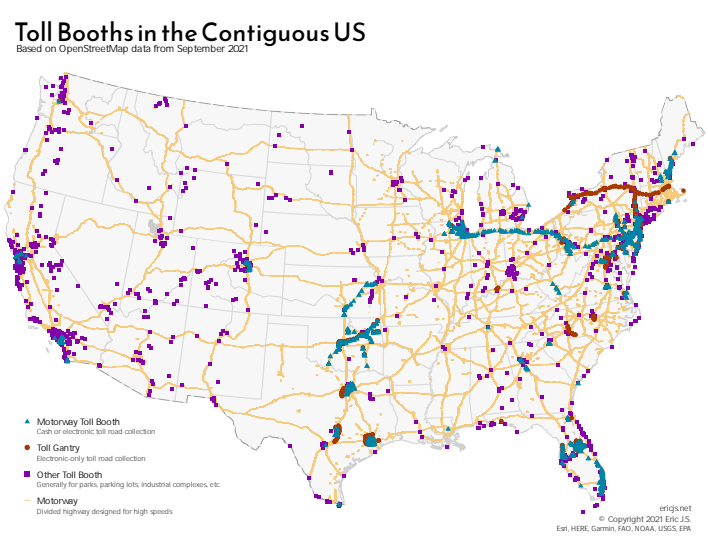 Toll Booths in the Contiguous US
Based on OpenStreetMap data from September 2021
Motorway Toll Booth
Cash or electronic toll road collection
Toll Gantry
Electronic-only toll road collection
Other Toll Booth
Generally for parks, parking lots, industrial complexes, etc
Motorway
Divided highway designed for high speeds
ericjs.net
© Copyright 2021 Eric J.S.
Esri, HERE, Garmin, FAO, NOAA, USGS, EPA